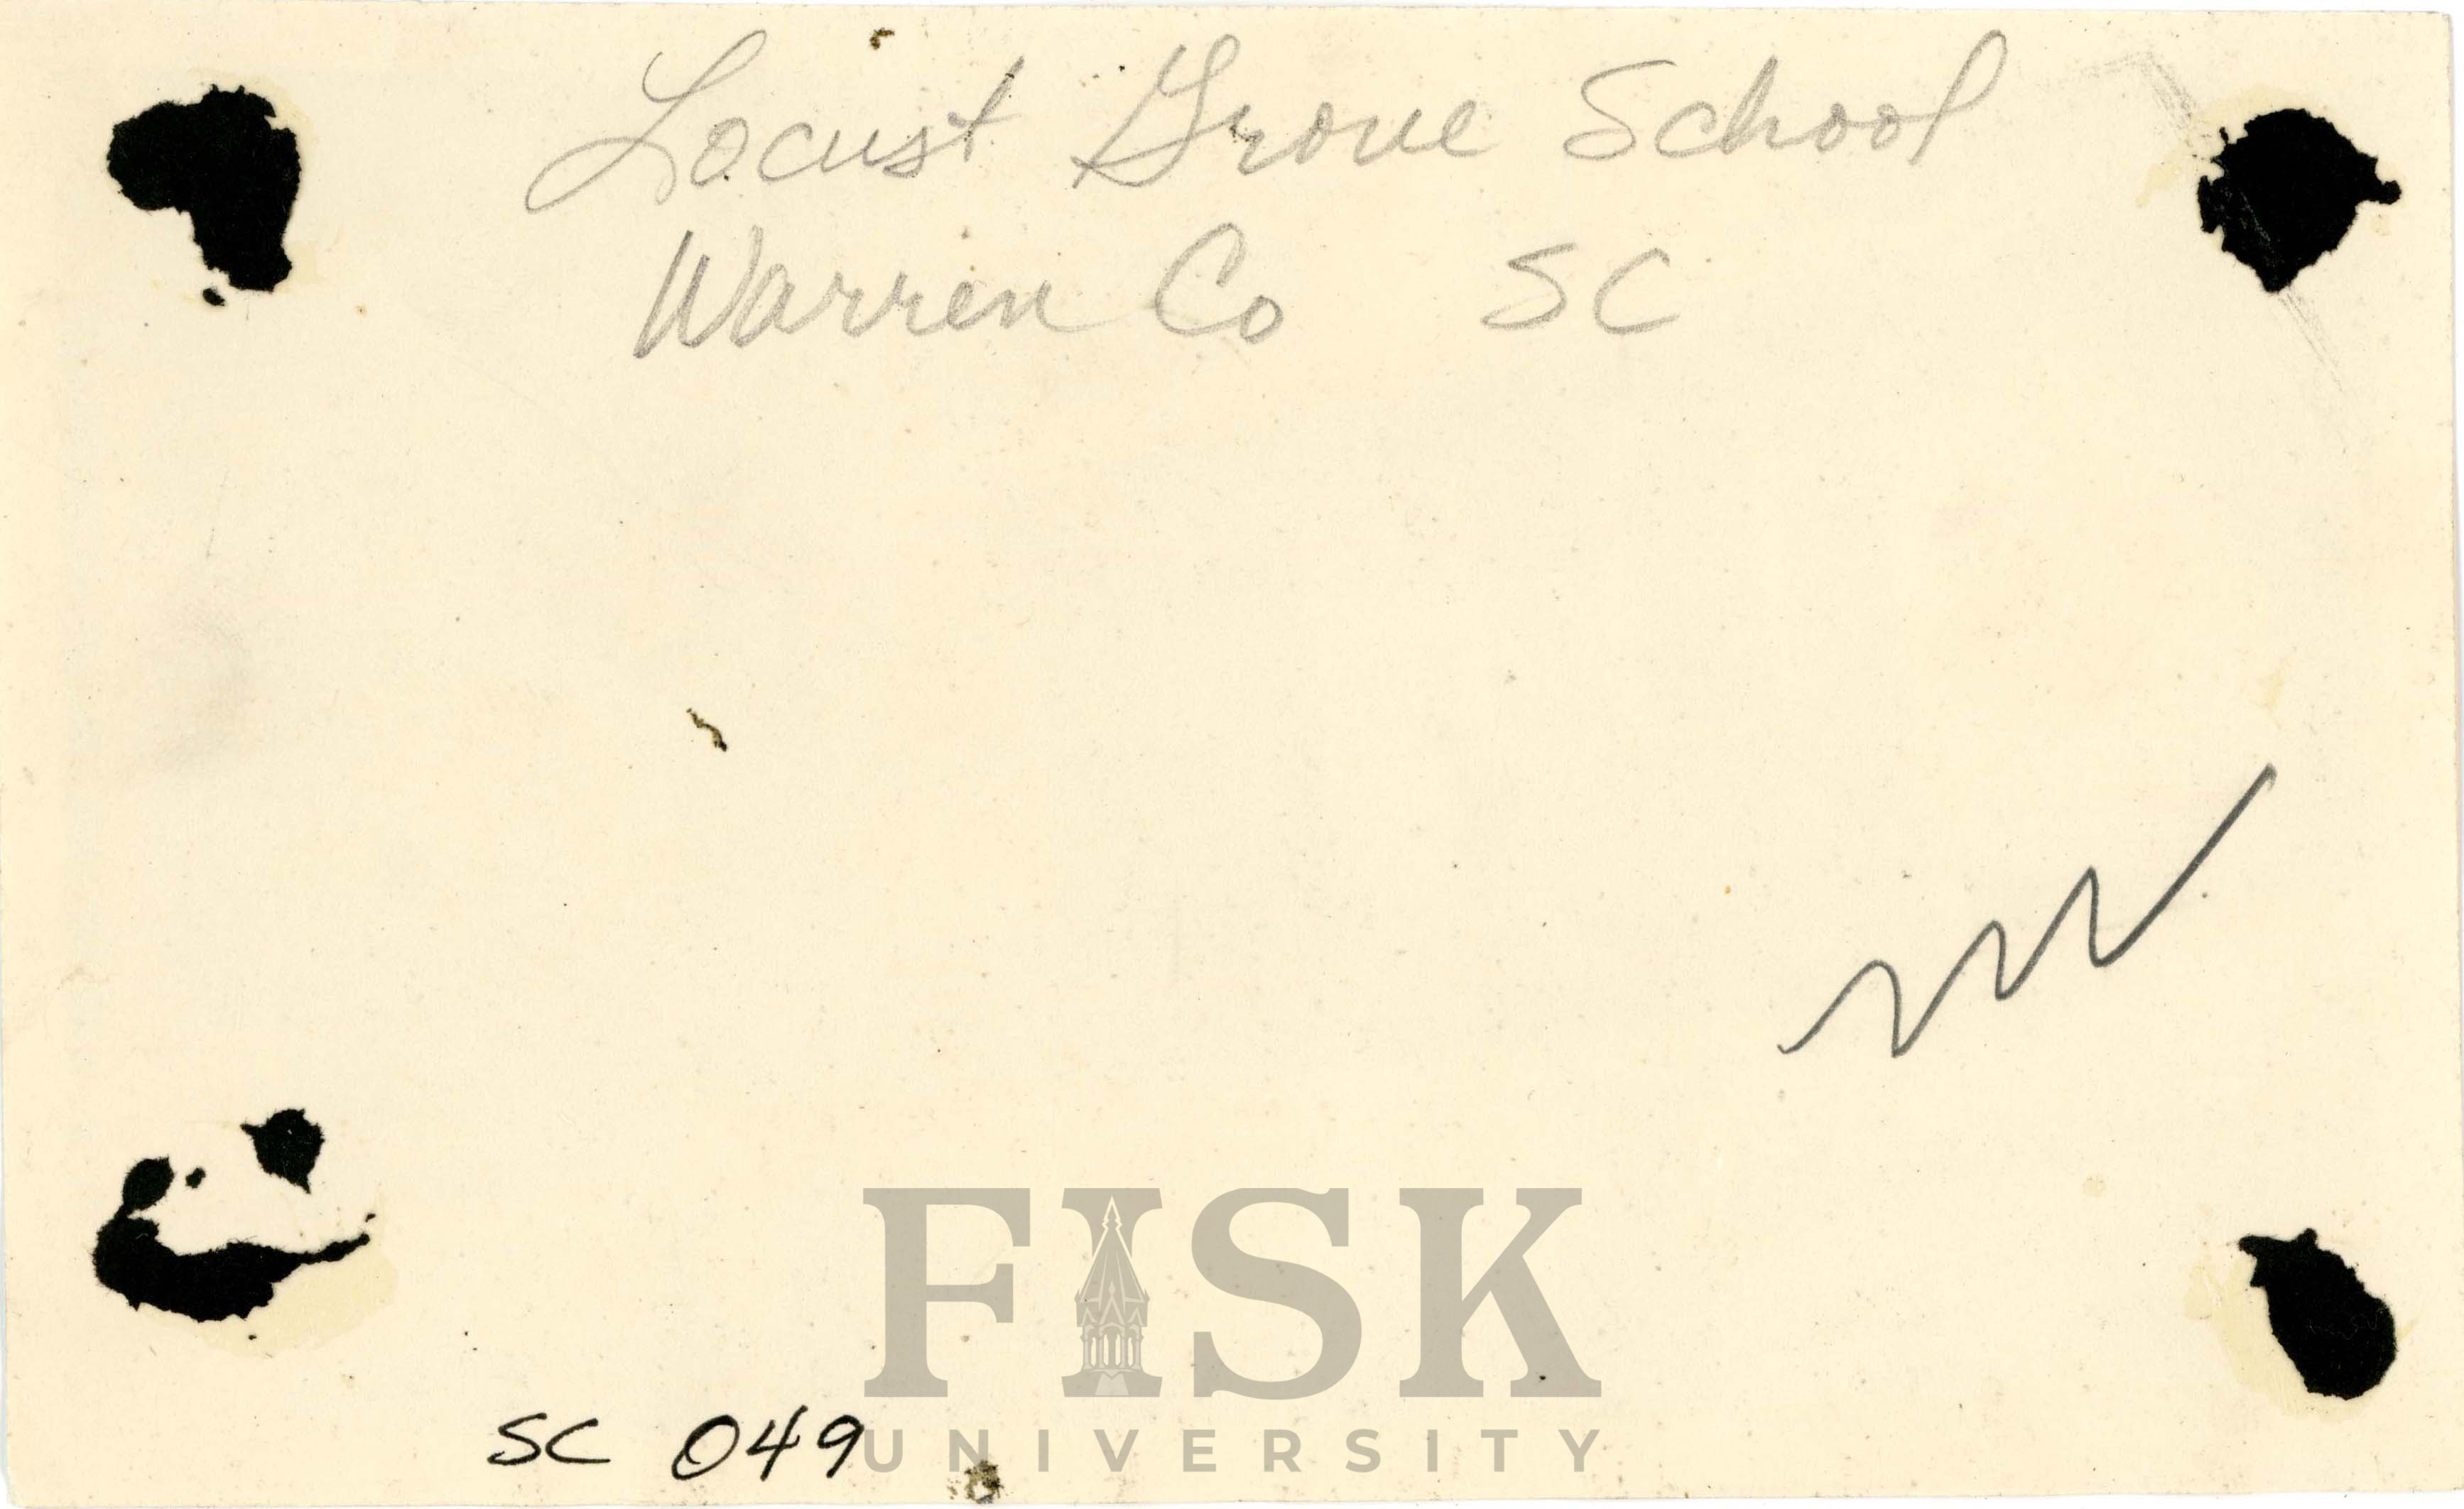 Locust Grove School
Warren Co SC
SC 049
FISK
UNIVERSITY